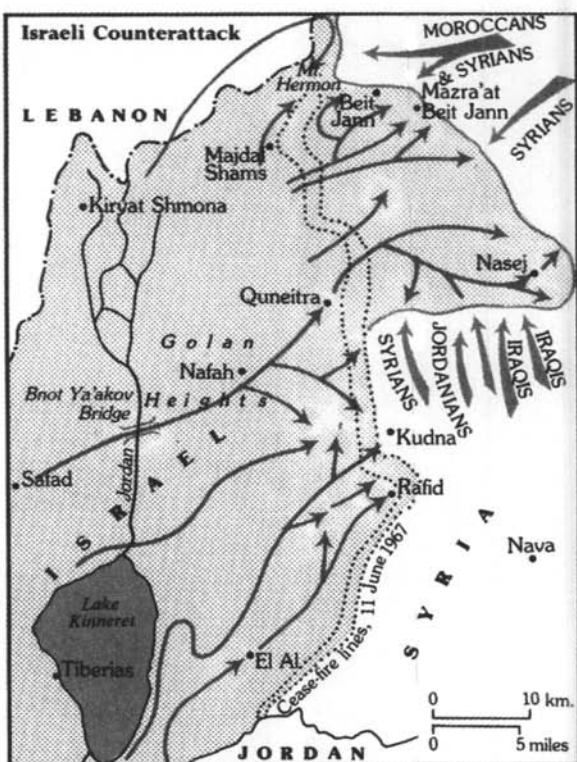 Israeli Counterattack
MOROCCANS
& SYRIANS
SYRIANS
Mt.
Hermon
Beit
Jann
Mazra'at
Beit Jann
LEBANON
Majdal
Shams
Kiryat Shmona
Nasej
Quneitra
Golan
Heights
Nafah
SYRIANS
JORDANIANS
IRAQIS
IRAQIS
Bnot Ya'akov
Bridge
Kudna
Safad
Jordan
ISRAEL
Rafid
SYRIA
Nava
Cease-fire lines, 11 June 1967
Lake
Kinneret
Tiberias
El Al
0 10 km.
0 5 miles
JORDAN